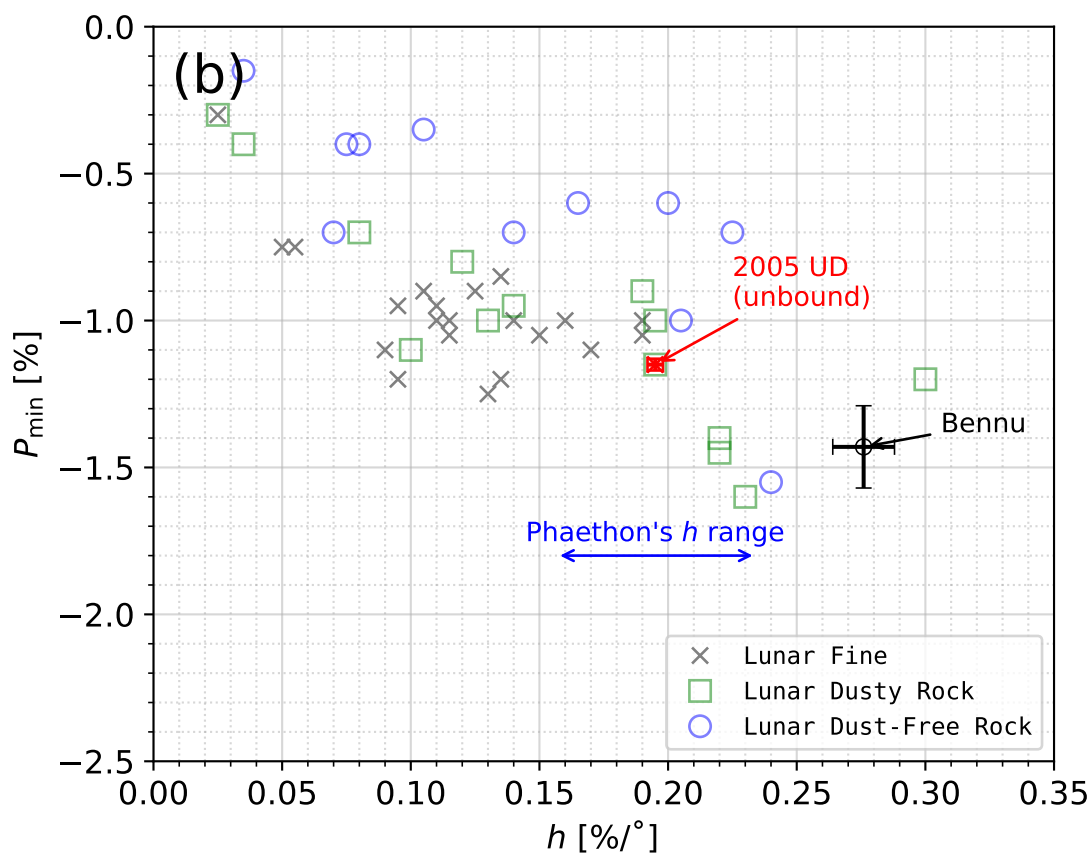 (b)
0.0
−0.5
−1.0
−1.5
−2.0
−2.5
P_min [%]
2005 UD
(unbound)
Bennu
Phaethon's h range
Lunar Fine
Lunar Dusty Rock
Lunar Dust-Free Rock
0.00 0.05 0.10 0.15 0.20 0.25 0.30 0.35
h [%/°]